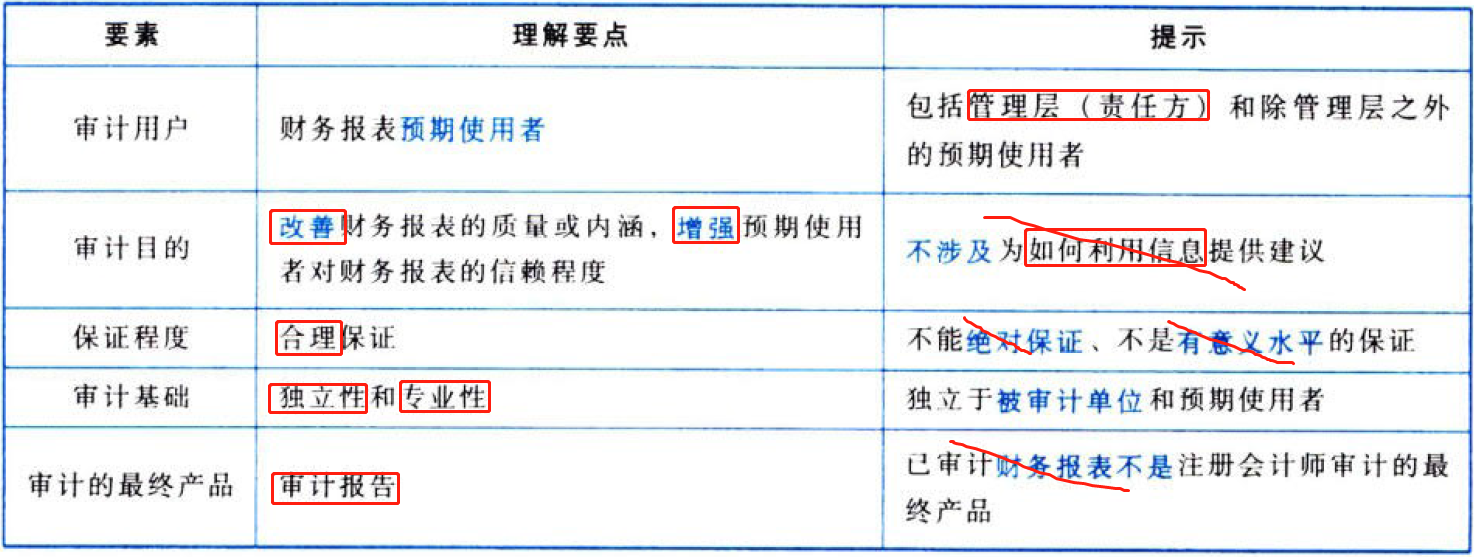 要素 理解要点 提示
审计用户 财务报表预期使用者 包括管理层（责任方）和除管理层之外
的预期使用者
审计目的 改善财务报表的质量或内涵，增强预期使用
者对财务报表的信赖程度 不涉及为如何利用信息提供建议
保证程度 合理保证 不能绝对保证、不是有意义水平的保证
审计基础 独立性和专业性 独立于被审计单位和预期使用者
审计的最终产品 审计报告 已审计财务报表不是注册会计师审计的最
终产品